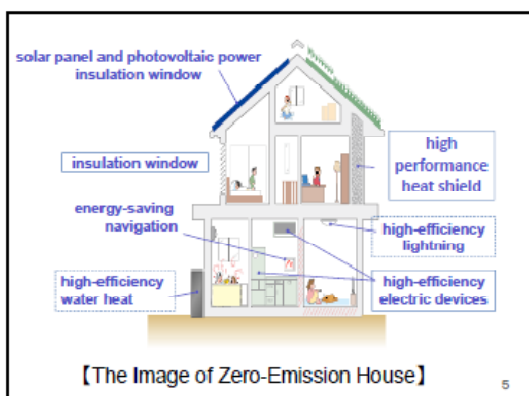 solar panel and photovoltaic power
insulation window
insulation window
energy-saving
navigation
high-efficiency
water heat
high
performance
heat shield
high-efficiency
lightning
high-efficiency
electric devices
【The Image of Zero-Emission House】
5